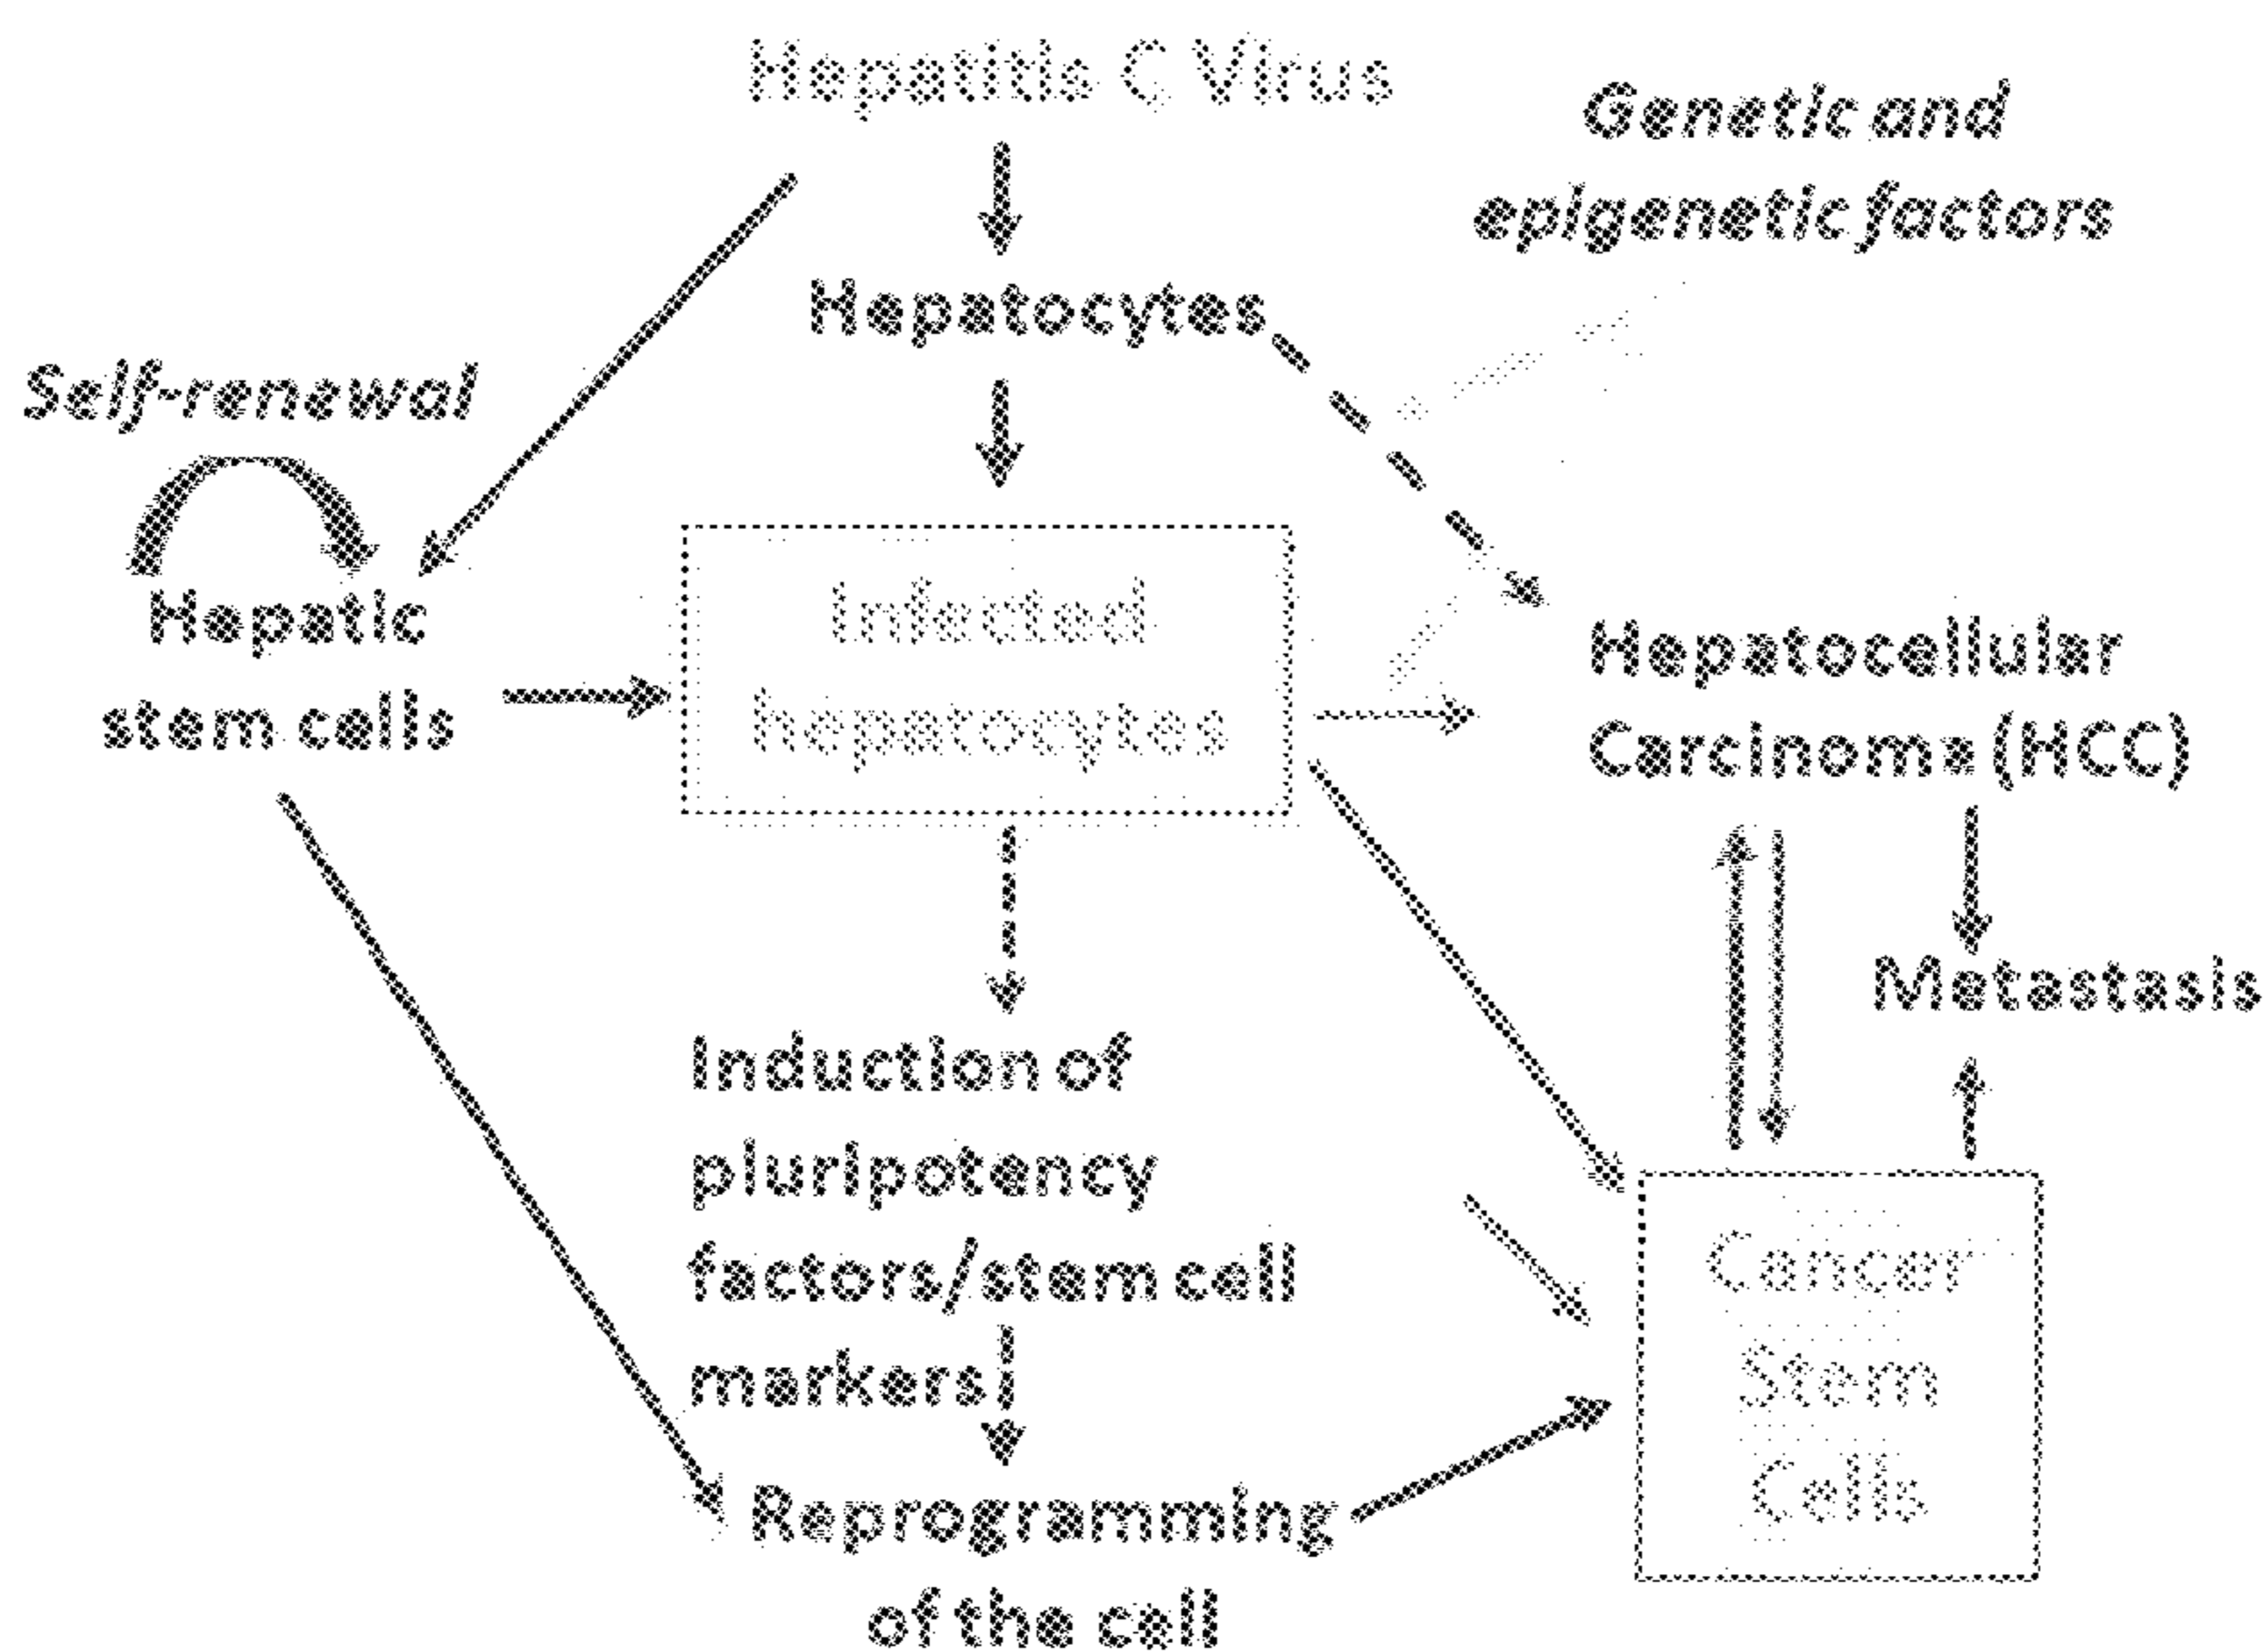 Hepatitis C Virus
Genetic and
epigenetic factors
Hepatocytes
Self-renewal
Infected
hepatocytes
Hepatic
stem cells
Hepatocellular
Carcinoma (HCC)
Metastasis
Induction of
pluripotency
factors/stem cell
markers
Cancer
Stem
Cells
Reprogramming
of the cell